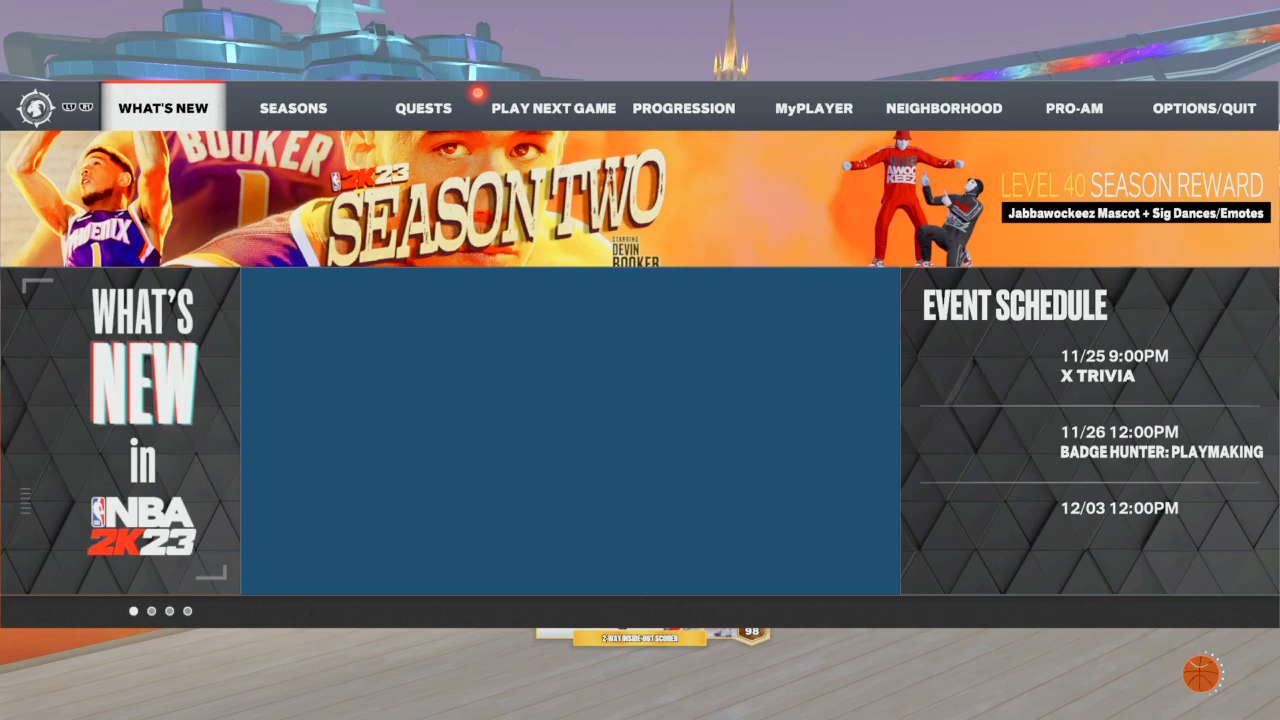 WHAT'S NEW
SEASONS
QUESTS
PLAY NEXT GAME
PROGRESSION
MyPLAYER
NEIGHBORHOOD
PRO-AM
OPTIONS/QUIT
BOOKER
PHOENIX
1
NBA 2K23
SEASON TWO
STARRING
DEVIN
BOOKER
LEVEL 40 SEASON REWARD
Jabbawockeez Mascot + Sig Dances/Emotes
WHAT'S
NEW
in
NBA
2K23
EVENT SCHEDULE
11/25 9:00PM
X TRIVIA
11/26 12:00PM
BADGE HUNTER: PLAYMAKING
12/03 12:00PM
2-WAY INSIDE-OUT SCORER
98